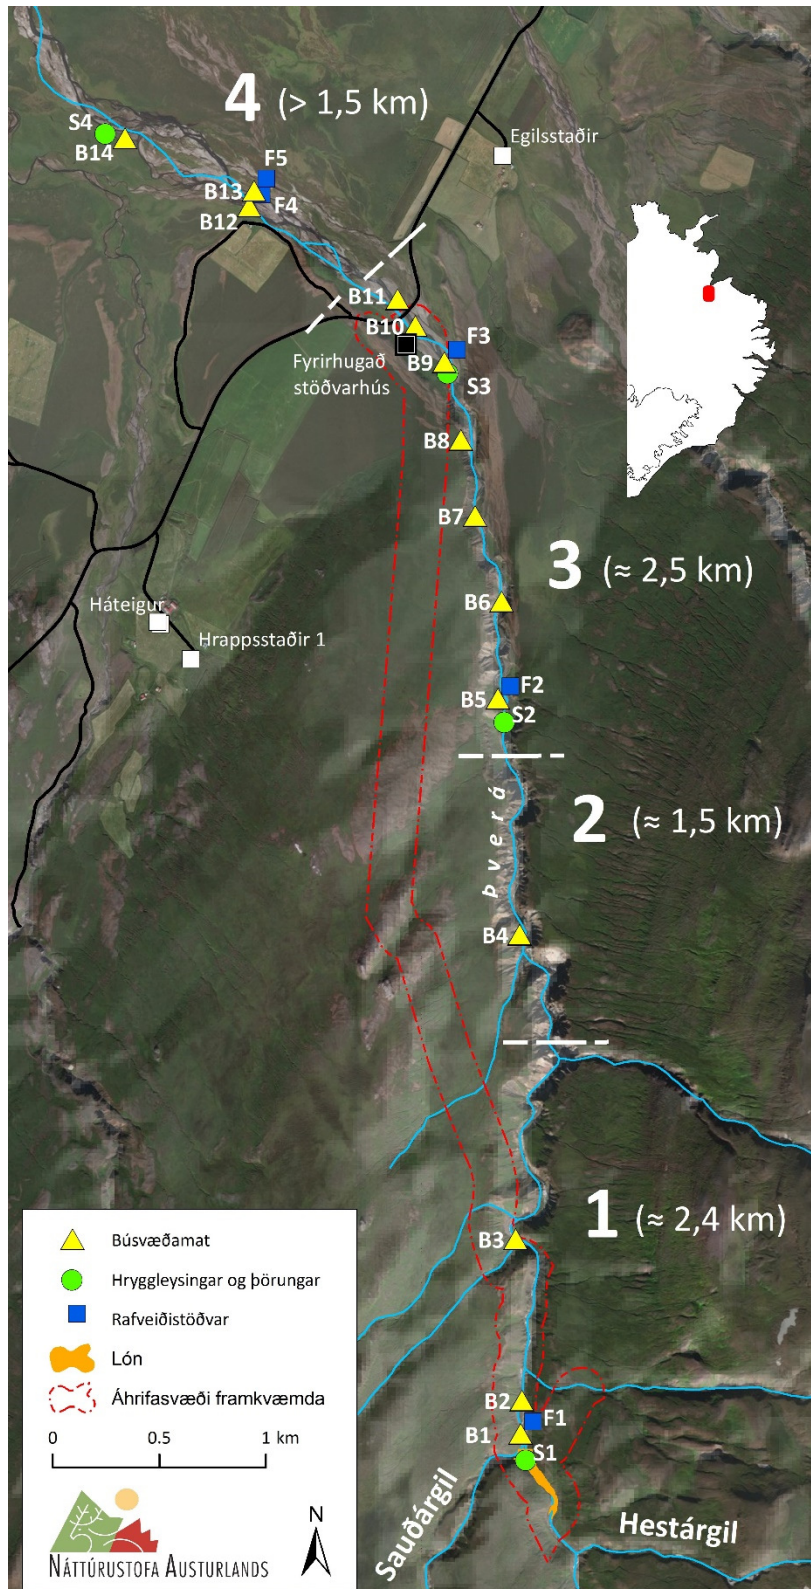 4 (> 1,5 km)
S4
B14
Egilsstaðir
F5
B13
F4
B12
B11
B10
F3
Fyrirhugað
stöðvarhús
B9
S3
B8
B7
3 (≈ 2,5 km)
B6
Háteigur
Hrappsstaðir 1
F2
B5
S2
2 (≈ 1,5 km)
Þverá
B4
1 (≈ 2,4 km)
B3
B2
F1
B1
S1
Sauðárgil
Hestárgil
Búsvæðamat
Hryggleysingar og þörungar
Rafveiðistöðvar
Lón
Áhrifasvæði framkvæmda
0 0.5 1 km
N
NÁTTÚRUSTOFA AUSTURLANDS